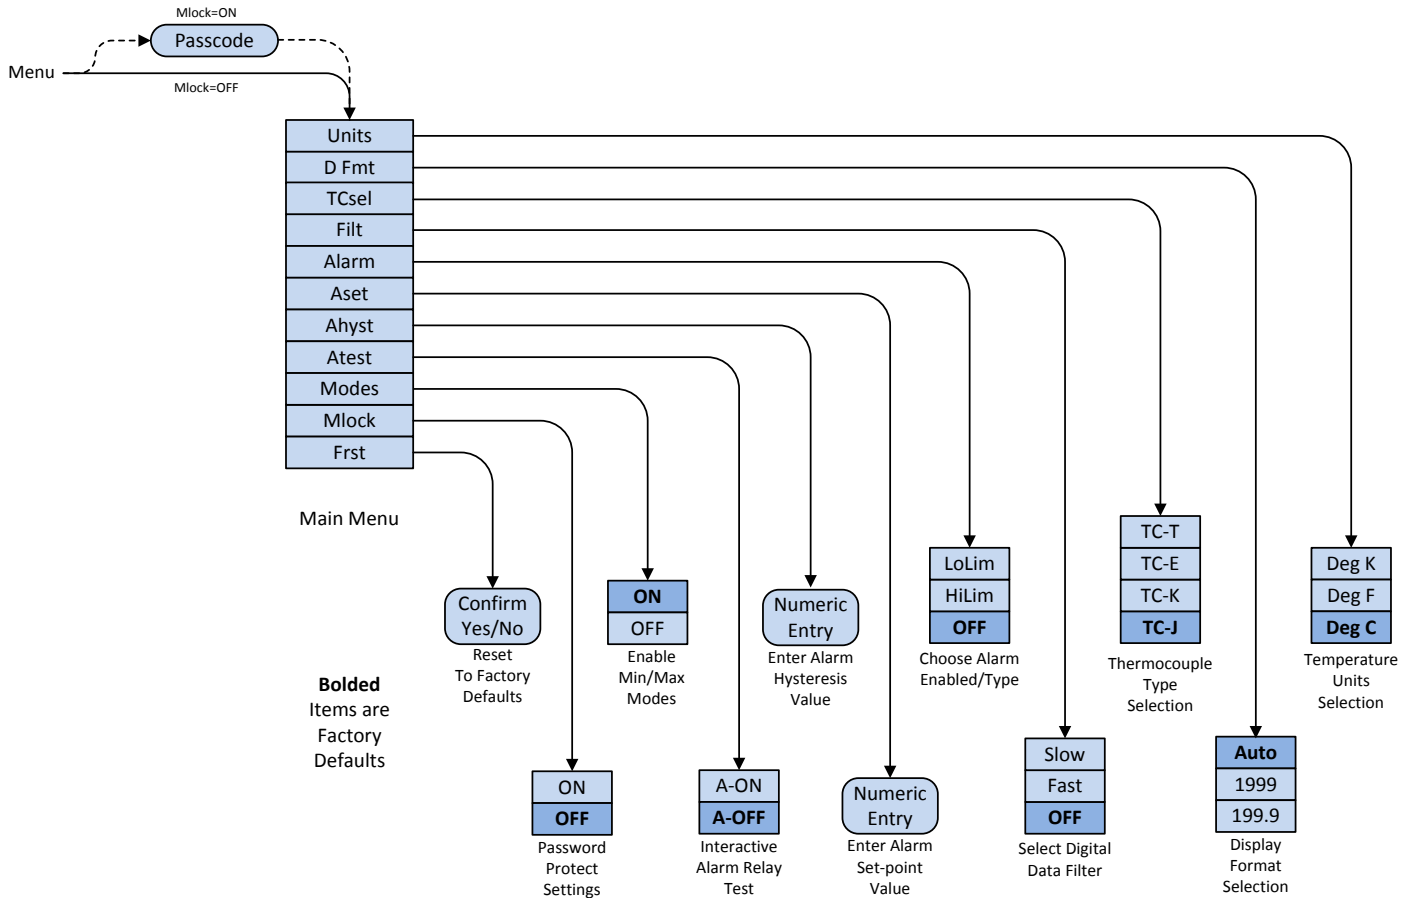 Mlock=ON
Passcode
Menu
Mlock=OFF
Units
D Fmt
TCsel
Filt
Alarm
Aset
Ahyst
Atest
Modes
Mlock
Frst
Main Menu
Bolded
Items are
Factory
Defaults
Confirm
Yes/No
Reset
To Factory
Defaults
ON
OFF
Password
Protect
Settings
ON
OFF
Enable
Min/Max
Modes
A-ON
A-OFF
Interactive
Alarm Relay
Test
Numeric
Entry
Enter Alarm
Hysteresis
Value
Numeric
Entry
Enter Alarm
Set-point
Value
LoLim
HiLim
OFF
Choose Alarm
Enabled/Type
Slow
Fast
OFF
Select Digital
Data Filter
TC-T
TC-E
TC-K
TC-J
Thermocouple
Type
Selection
Auto
1999
199.9
Display
Format
Selection
Deg K
Deg F
Deg C
Temperature
Units
Selection